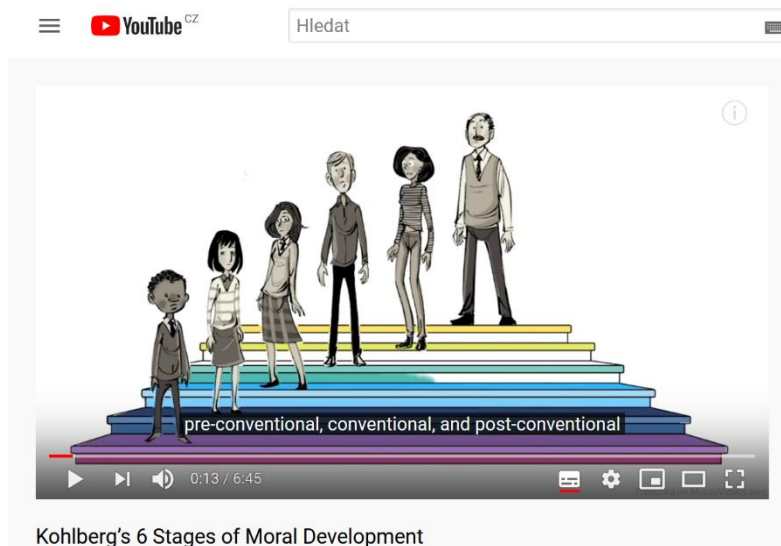 YouTube CZ
Hledat
pre-conventional, conventional, and post-conventional
0:13 / 6:45
Kohlberg's 6 Stages of Moral Development